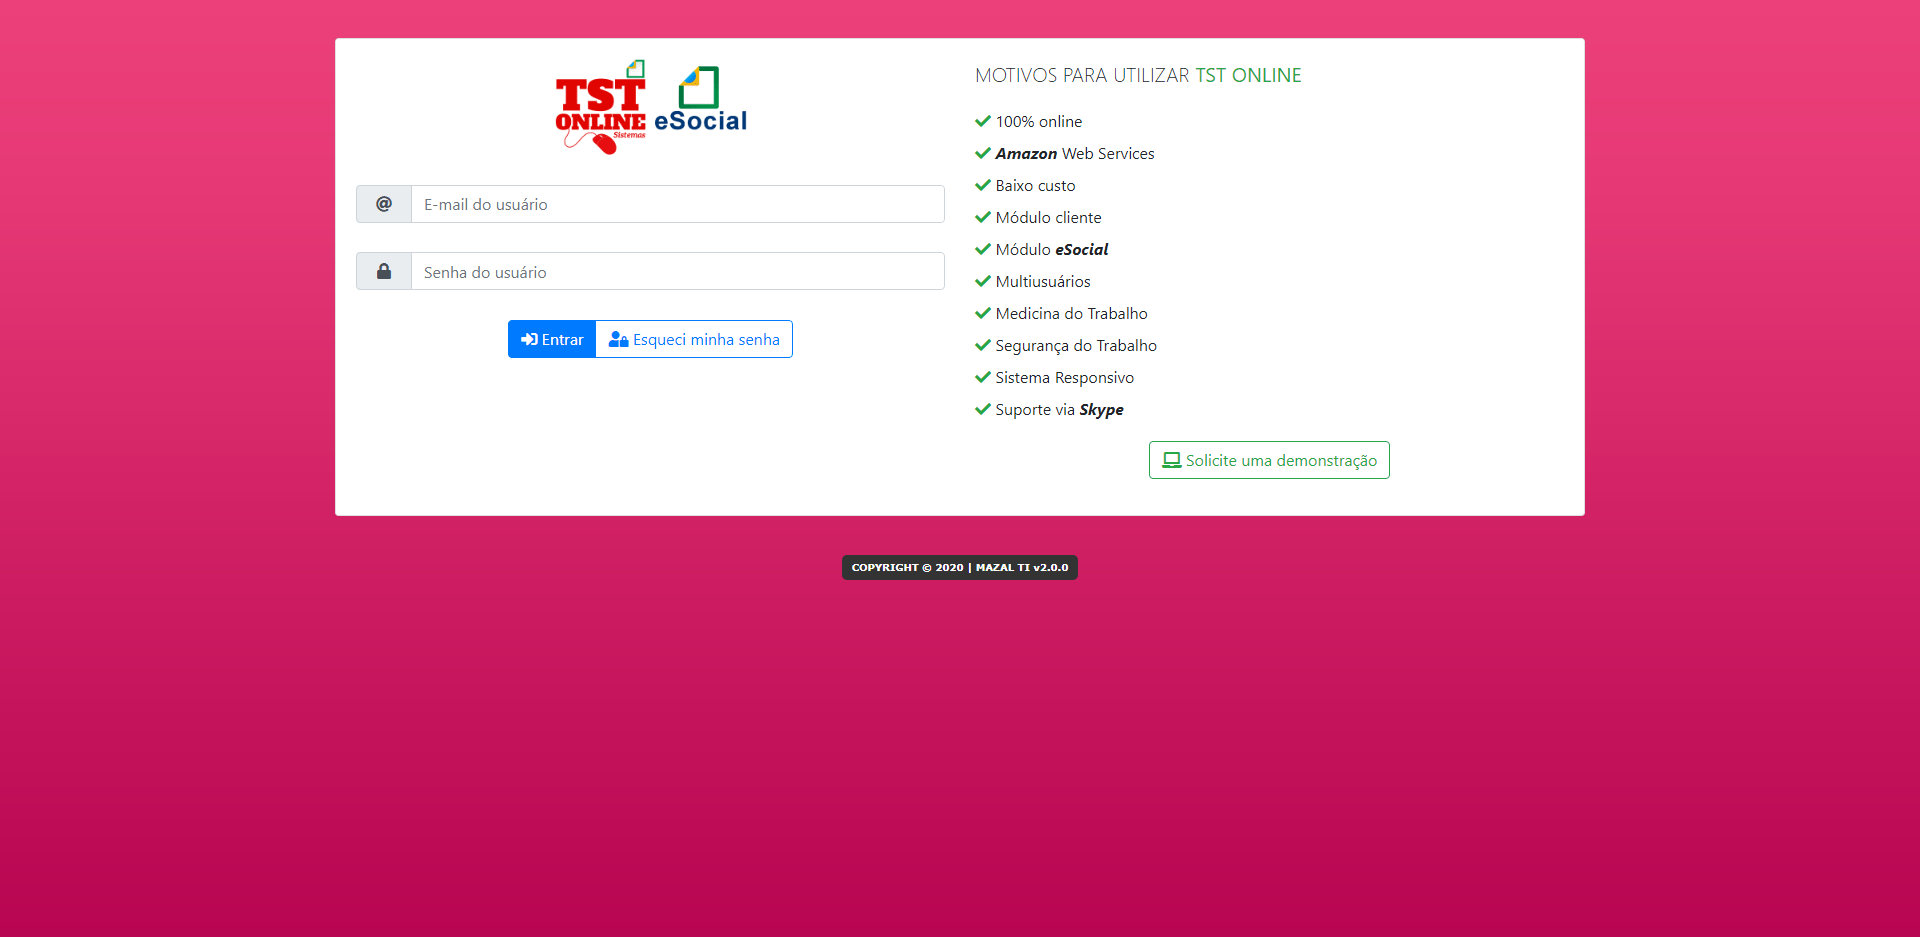 TST
ONLINE
Sistemas
eSocial
@ E-mail do usuário
Senha do usuário
Entrar
Esqueci minha senha
MOTIVOS PARA UTILIZAR TST ONLINE
100% online
Amazon Web Services
Baixo custo
Módulo cliente
Módulo eSocial
Multiusuários
Medicina do Trabalho
Segurança do Trabalho
Sistema Responsivo
Suporte via Skype
Solicite uma demonstração
COPYRIGHT © 2020 | MAZAL TI v2.0.0